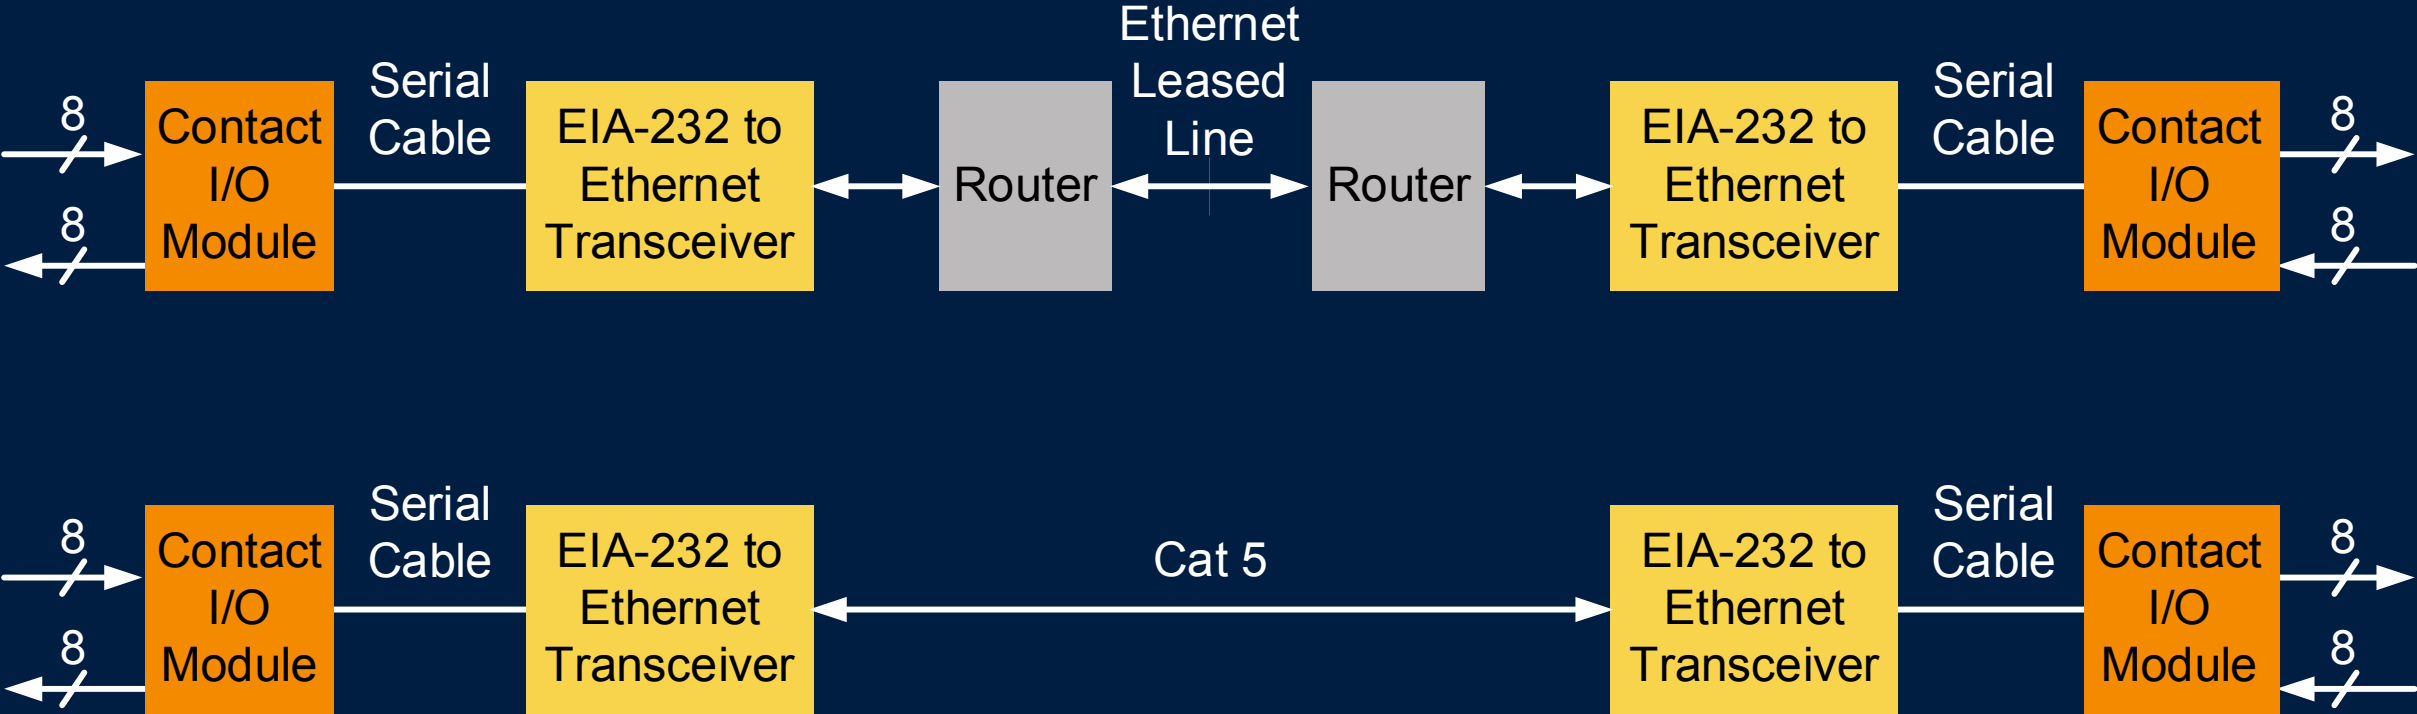 Ethernet
Leased
Line
8
8
Contact
I/O
Module
Serial
Cable
EIA-232 to
Ethernet
Transceiver
Router
Router
EIA-232 to
Ethernet
Transceiver
Serial
Cable
Contact
I/O
Module
8
8
8
8
Contact
I/O
Module
Serial
Cable
EIA-232 to
Ethernet
Transceiver
Cat 5
EIA-232 to
Ethernet
Transceiver
Serial
Cable
Contact
I/O
Module
8
8